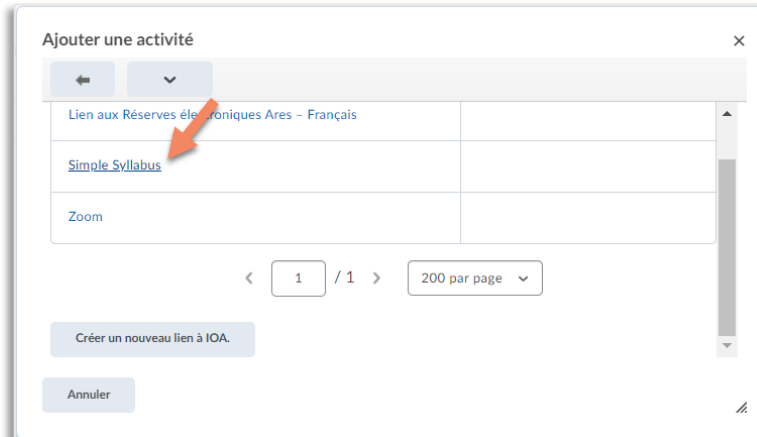 Ajouter une activité
Lien aux Réserves électroniques Ares – Français
Simple Syllabus
Zoom
1 / 1 200 par page
Créer un nouveau lien à IOA.
Annuler